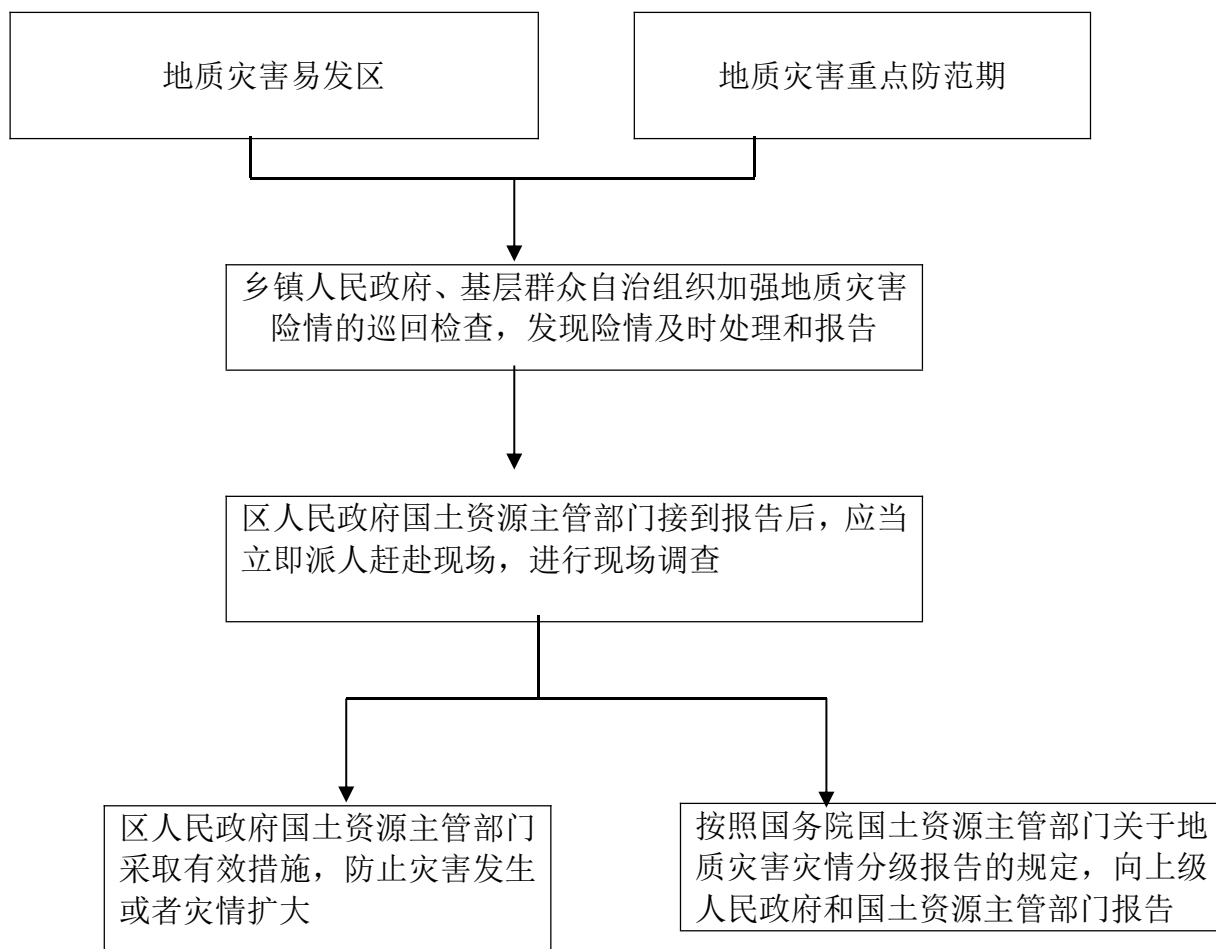 地质灾害易发区
地质灾害重点防范期
乡镇人民政府、基层群众自治组织加强地质灾害
险情的巡回检查，发现险情及时处理和报告
区人民政府国土资源主管部门接到报告后，应当
立即派人赶赴现场，进行现场调查
区人民政府国土资源主管部门
采取有效措施，防止灾害发生
或者灾情扩大
按照国务院国土资源主管部门关于地
质灾害灾情分级报告的规定，向上级
人民政府和国土资源主管部门报告